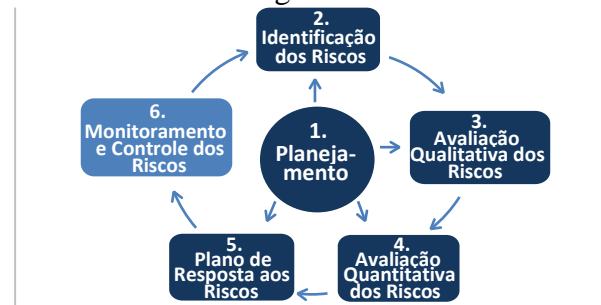 2.
Identificação
dos Riscos
6.
Monitoramento
e Controle dos
Riscos
1.
Planeja-
mento
3.
Avaliação
Qualitativa dos
Riscos
5.
Plano de
Resposta aos
Riscos
4.
Avaliação
Quantitativa
dos Riscos